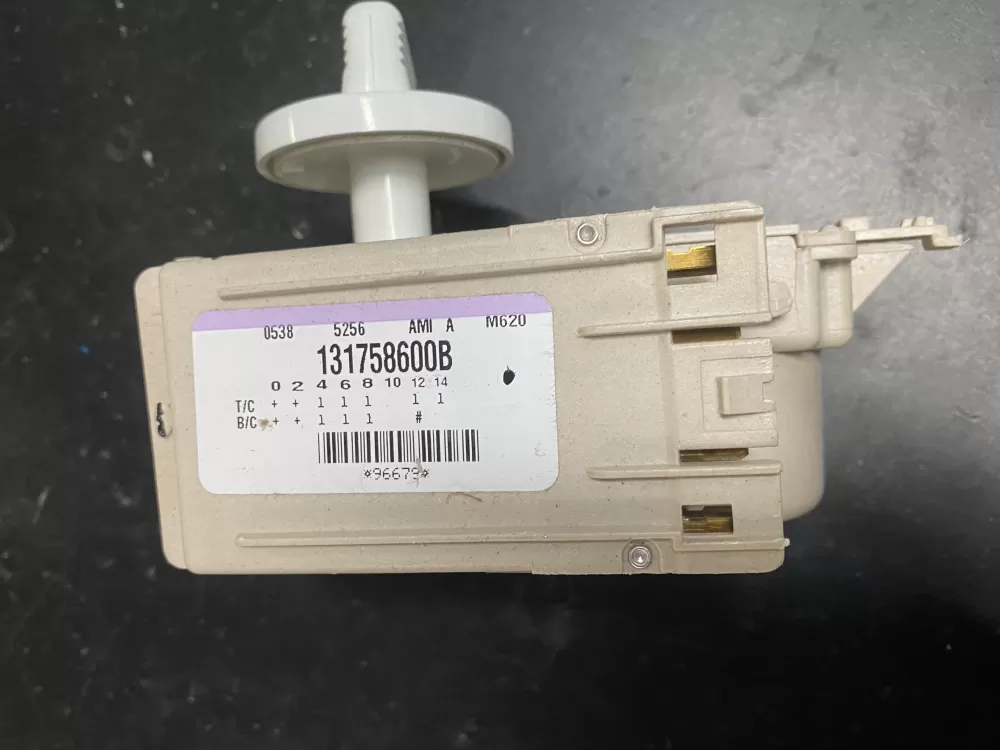 0538 5256 AMI A M620
131758600B
0 2 4 6 8 10 12 14
T/C + + 1 1 1 1 1
B/C + + 1 1 1 #
*96679*